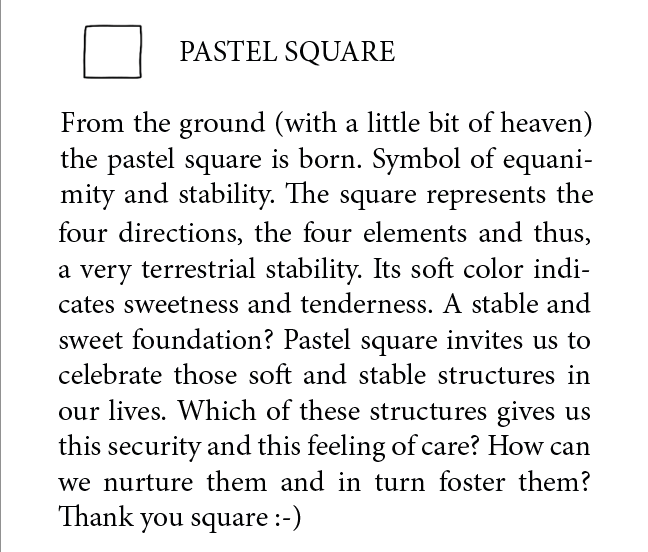 PASTEL SQUARE
From the ground (with a little bit of heaven)
the pastel square is born. Symbol of equani-
mity and stability. The square represents the
four directions, the four elements and thus,
a very terrestrial stability. Its soft color indi-
cates sweetness and tenderness. A stable and
sweet foundation? Pastel square invites us to
celebrate those soft and stable structures in
our lives. Which of these structures gives us
this security and this feeling of care? How can
we nurture them and in turn foster them?
Thank you square :-)